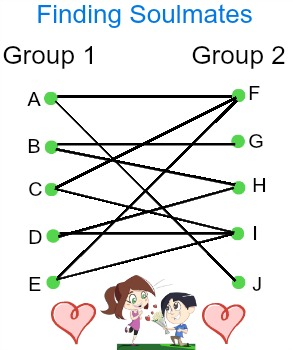 Finding Soulmates
Group 1 Group 2
A F
B G
C H
D I
E J